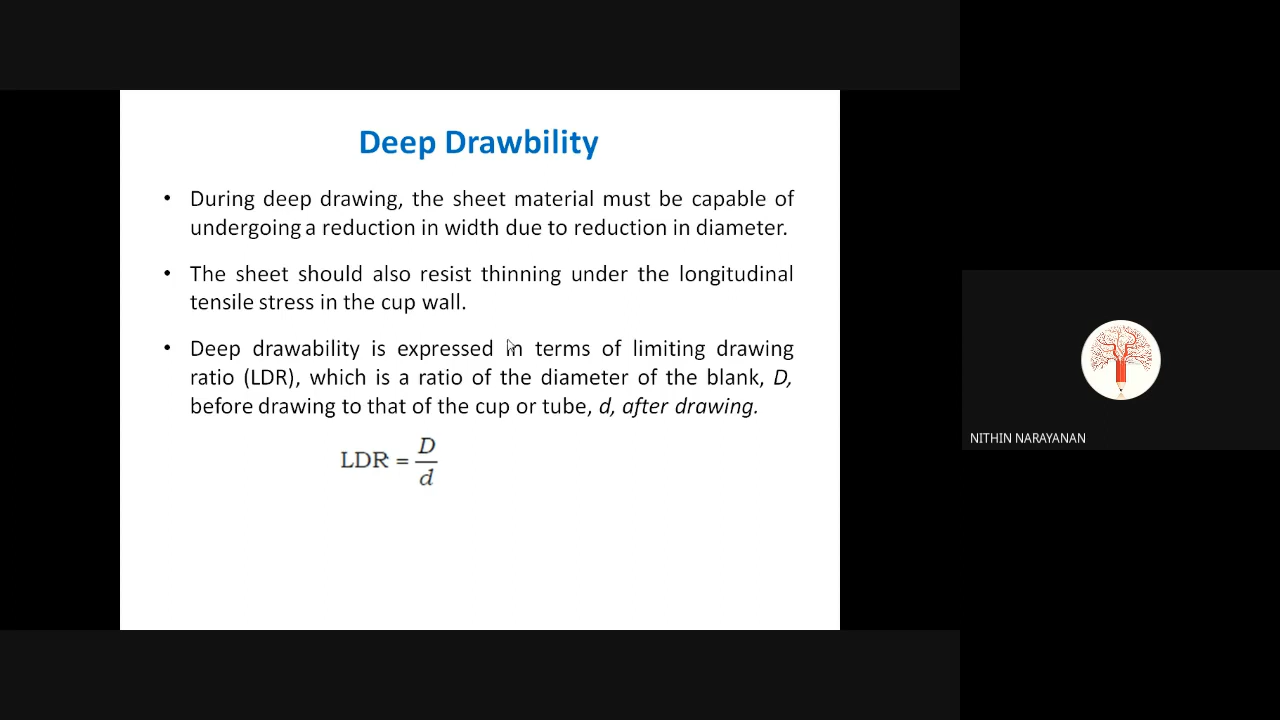 Deep Drawbility
• During deep drawing, the sheet material must be capable of
undergoing a reduction in width due to reduction in diameter.
• The sheet should also resist thinning under the longitudinal
tensile stress in the cup wall.
• Deep drawability is expressed in terms of limiting drawing
ratio (LDR), which is a ratio of the diameter of the blank, D,
before drawing to that of the cup or tube, d, after drawing.
LDR = D/d
NITHIN NARAYANAN